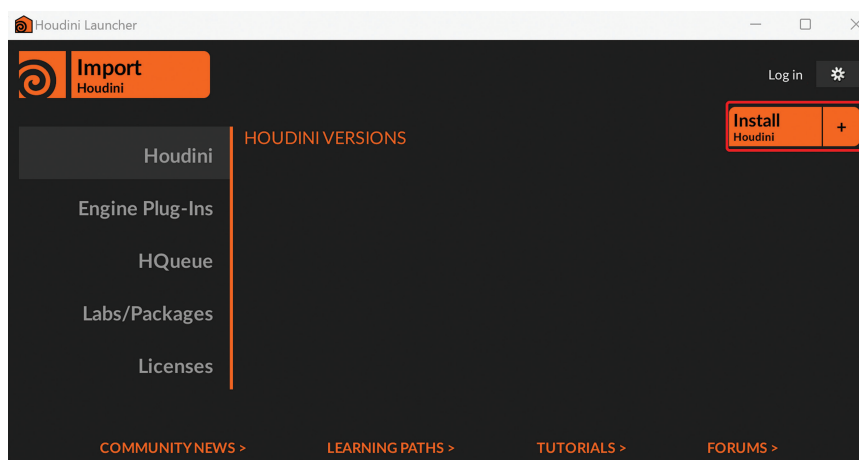 Houdini Launcher
Import
Houdini
Log in
Install
Houdini
+
HOUDINI VERSIONS
Houdini
Engine Plug-Ins
HQueue
Labs/Packages
Licenses
COMMUNITY NEWS > LEARNING PATHS > TUTORIALS > FORUMS >